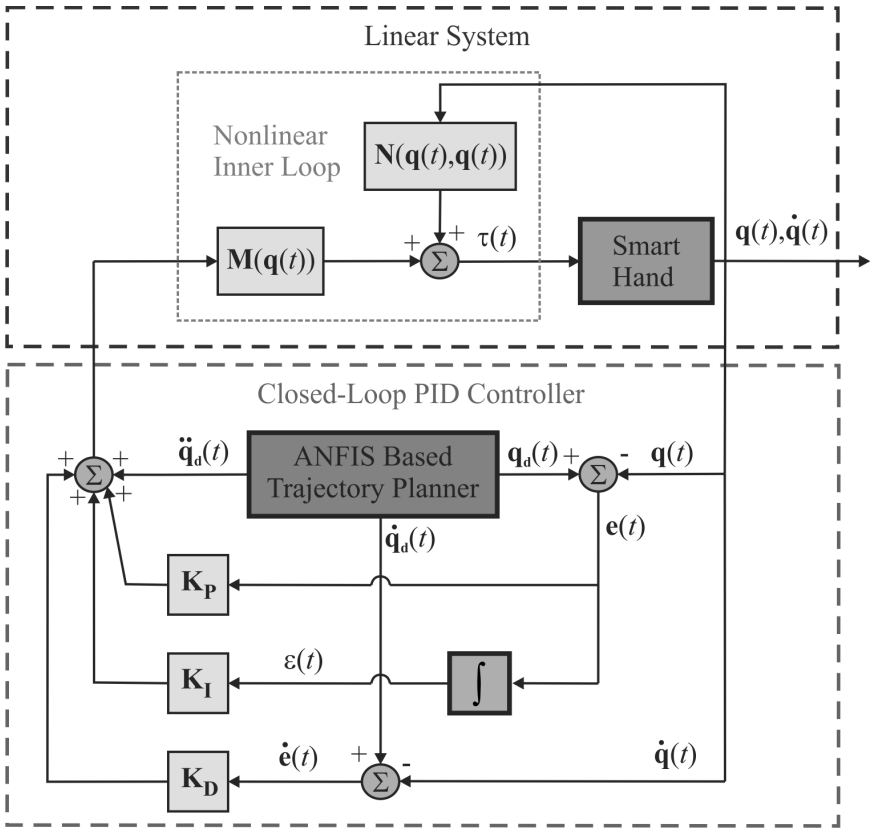 Linear System
Nonlinear
Inner Loop
N(q(t),q(t))
+
+
τ(t)
M(q(t))
Σ
Smart
Hand
q(t),q̇(t)
Closed-Loop PID Controller
+
+
+
+
Σ
q̈d(t)
ANFIS Based
Trajectory Planner
qd(t)
+
-
Σ
q(t)
e(t)
q̇d(t)
KP
KI
ε(t)
∫
KD
ė(t)
+
-
Σ
q̇(t)